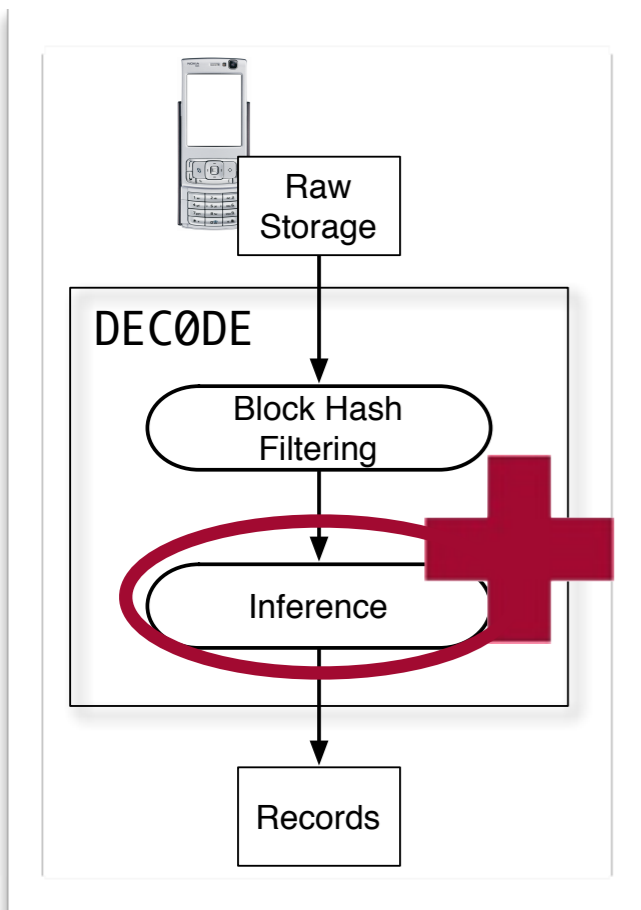 Raw
Storage
DEC0DE
Block Hash
Filtering
Inference
Records